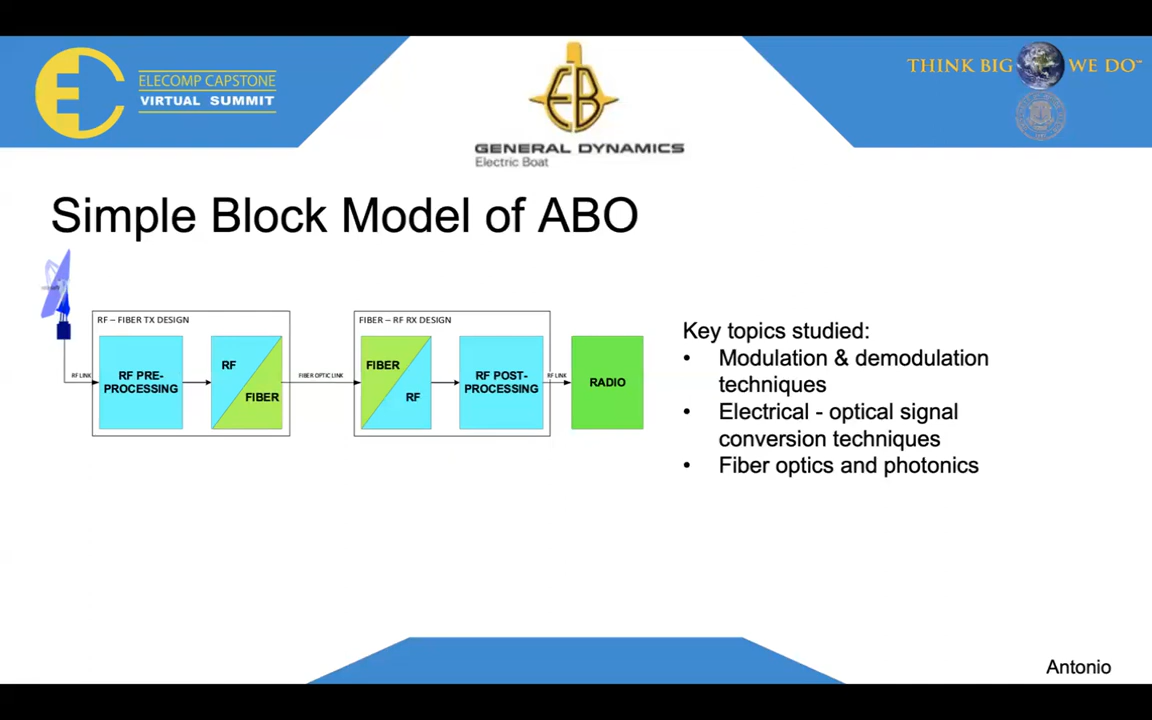 ELECOMP CAPSTONE
VIRTUAL SUMMIT
GENERAL DYNAMICS
Electric Boat
THINK BIG WE DO℠
Simple Block Model of ABO
RF – FIBER TX DESIGN
RF LINK
RF PRE-
PROCESSING
RF
FIBER
FIBER OPTIC LINK
FIBER – RF RX DESIGN
FIBER
RF
RF POST-
PROCESSING
RF LINK
RADIO
Key topics studied:
• Modulation & demodulation
techniques
• Electrical - optical signal
conversion techniques
• Fiber optics and photonics
Antonio